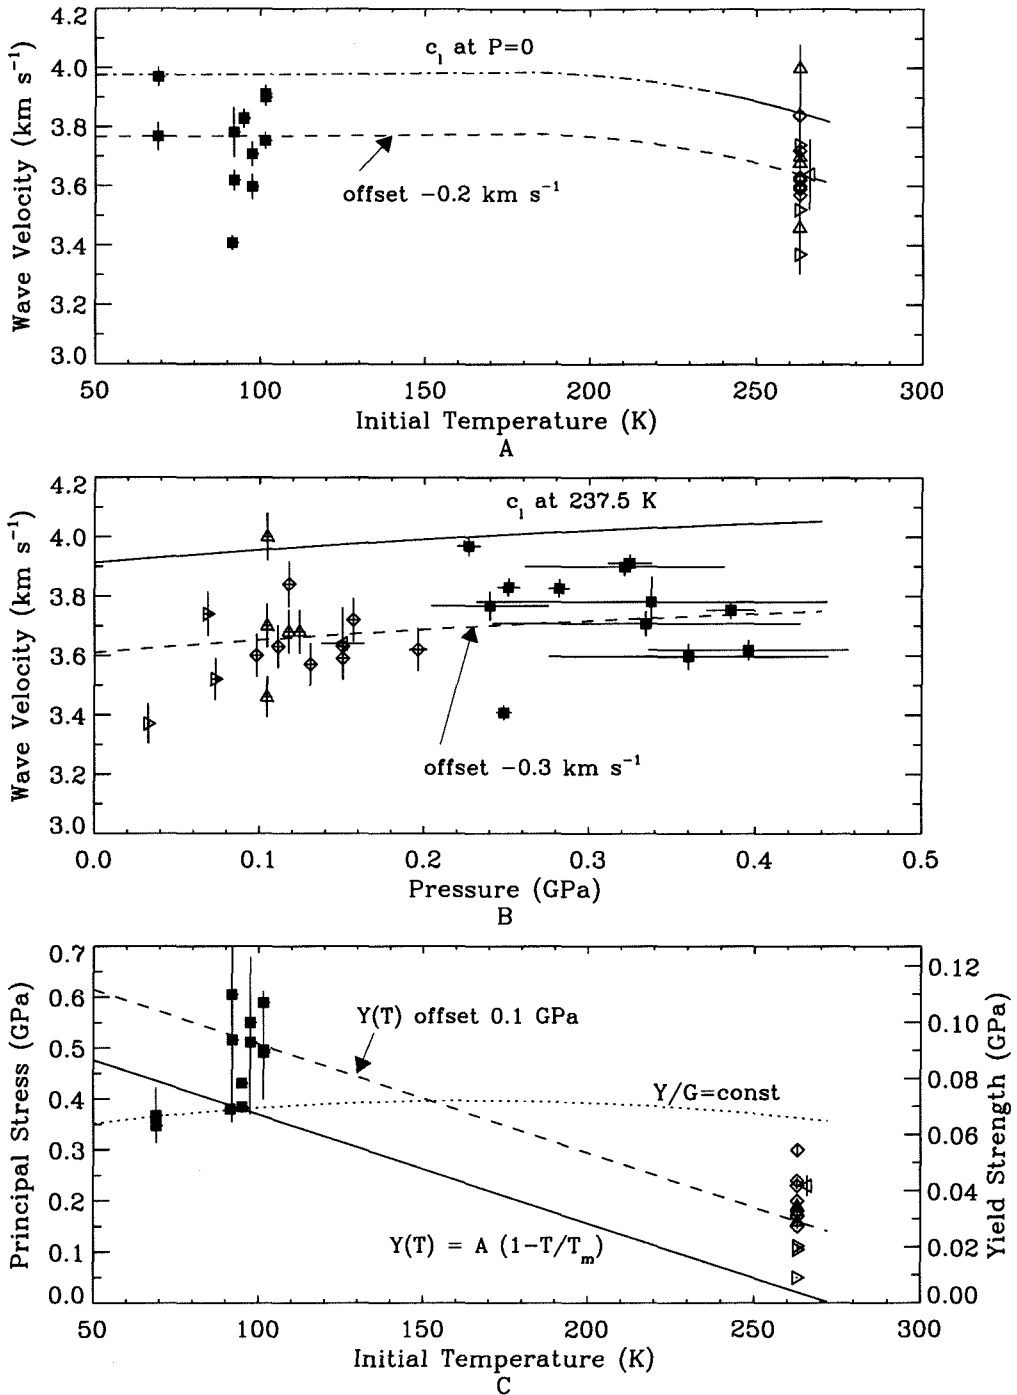 4.2
4.0
3.8
3.6
3.4
3.2
3.0
Wave Velocity (km s⁻¹)
c₁ at P=0
offset −0.2 km s⁻¹
50 100 150 200 250 300
Initial Temperature (K)
A
4.2
4.0
3.8
3.6
3.4
3.2
3.0
Wave Velocity (km s⁻¹)
c₁ at 237.5 K
offset −0.3 km s⁻¹
0.0 0.1 0.2 0.3 0.4 0.5
Pressure (GPa)
B
0.7
0.6
0.5
0.4
0.3
0.2
0.1
0.0
Principal Stress (GPa)
Y(T) offset 0.1 GPa
Y/G=const
Y(T) = A (1−T/Tₘ)
0.12
0.10
0.08
0.06
0.04
0.02
0.00
Yield Strength (GPa)
50 100 150 200 250 300
Initial Temperature (K)
C